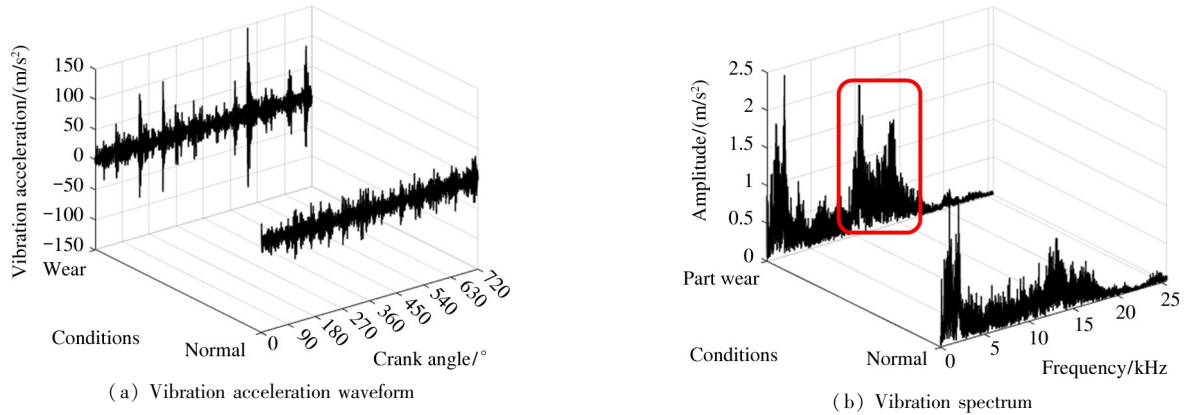 Vibration acceleration/(m/s²)
150
100
50
0
−50
−100
−150
Wear
Conditions
Normal
0
90
180
270
360
450
540
630
720
Crank angle/°
(a) Vibration acceleration waveform
Amplitude/(m/s²)
2.5
2
1.5
1
0.5
0
Part wear
Conditions
Normal
0
5
10
15
20
25
Frequency/kHz
(b) Vibration spectrum